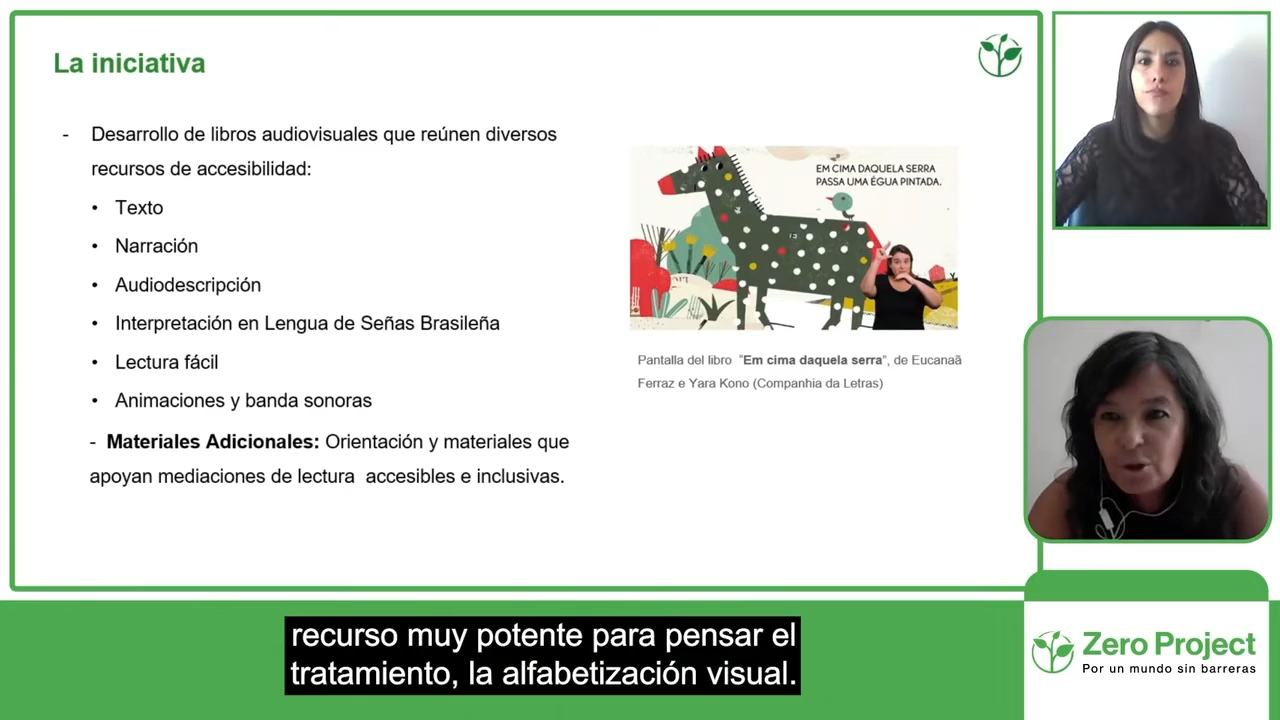 La iniciativa
- Desarrollo de libros audiovisuales que reúnen diversos
recursos de accesibilidad:
• Texto
• Narración
• Audiodescripción
• Interpretación en Lengua de Señas Brasileña
• Lectura fácil
• Animaciones y banda sonoras
- Materiales Adicionales: Orientación y materiales que
apoyan mediaciones de lectura accesibles e inclusivas.
EM CIMA DAQUELA SERRA
PASSA UMA ÉGUA PINTADA.
Pantalla del libro "Em cima daquela serra", de Eucanaã
Ferraz e Yara Kono (Companhia da Letras)
recurso muy potente para pensar el
tratamiento, la alfabetización visual.
Zero Project
Por un mundo sin barreras